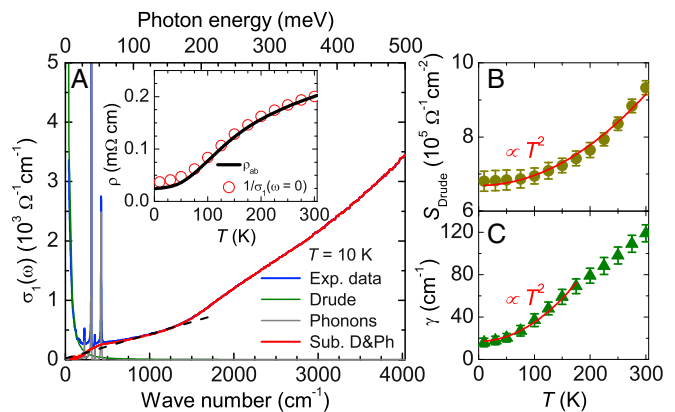 Photon energy (meV)
0 100 200 300 400 500
A
5
4
3
2
1
0
σ₁(ω) (10³ Ω⁻¹ cm⁻¹)
0 1000 2000 3000 4000
Wave number (cm⁻¹)
0.2
0.1
0.0
ρ (mΩ cm)
0 100 200 300
T (K)
ρab
1/σ₁(ω = 0)
T = 10 K
Exp. data
Drude
Phonons
Sub. D&Ph
B
10
8
6
S_Drude (10⁵ Ω⁻¹cm⁻²)
∝ T²
C
120
80
40
0
γ (cm⁻¹)
∝ T²
0 100 200 300
T (K)